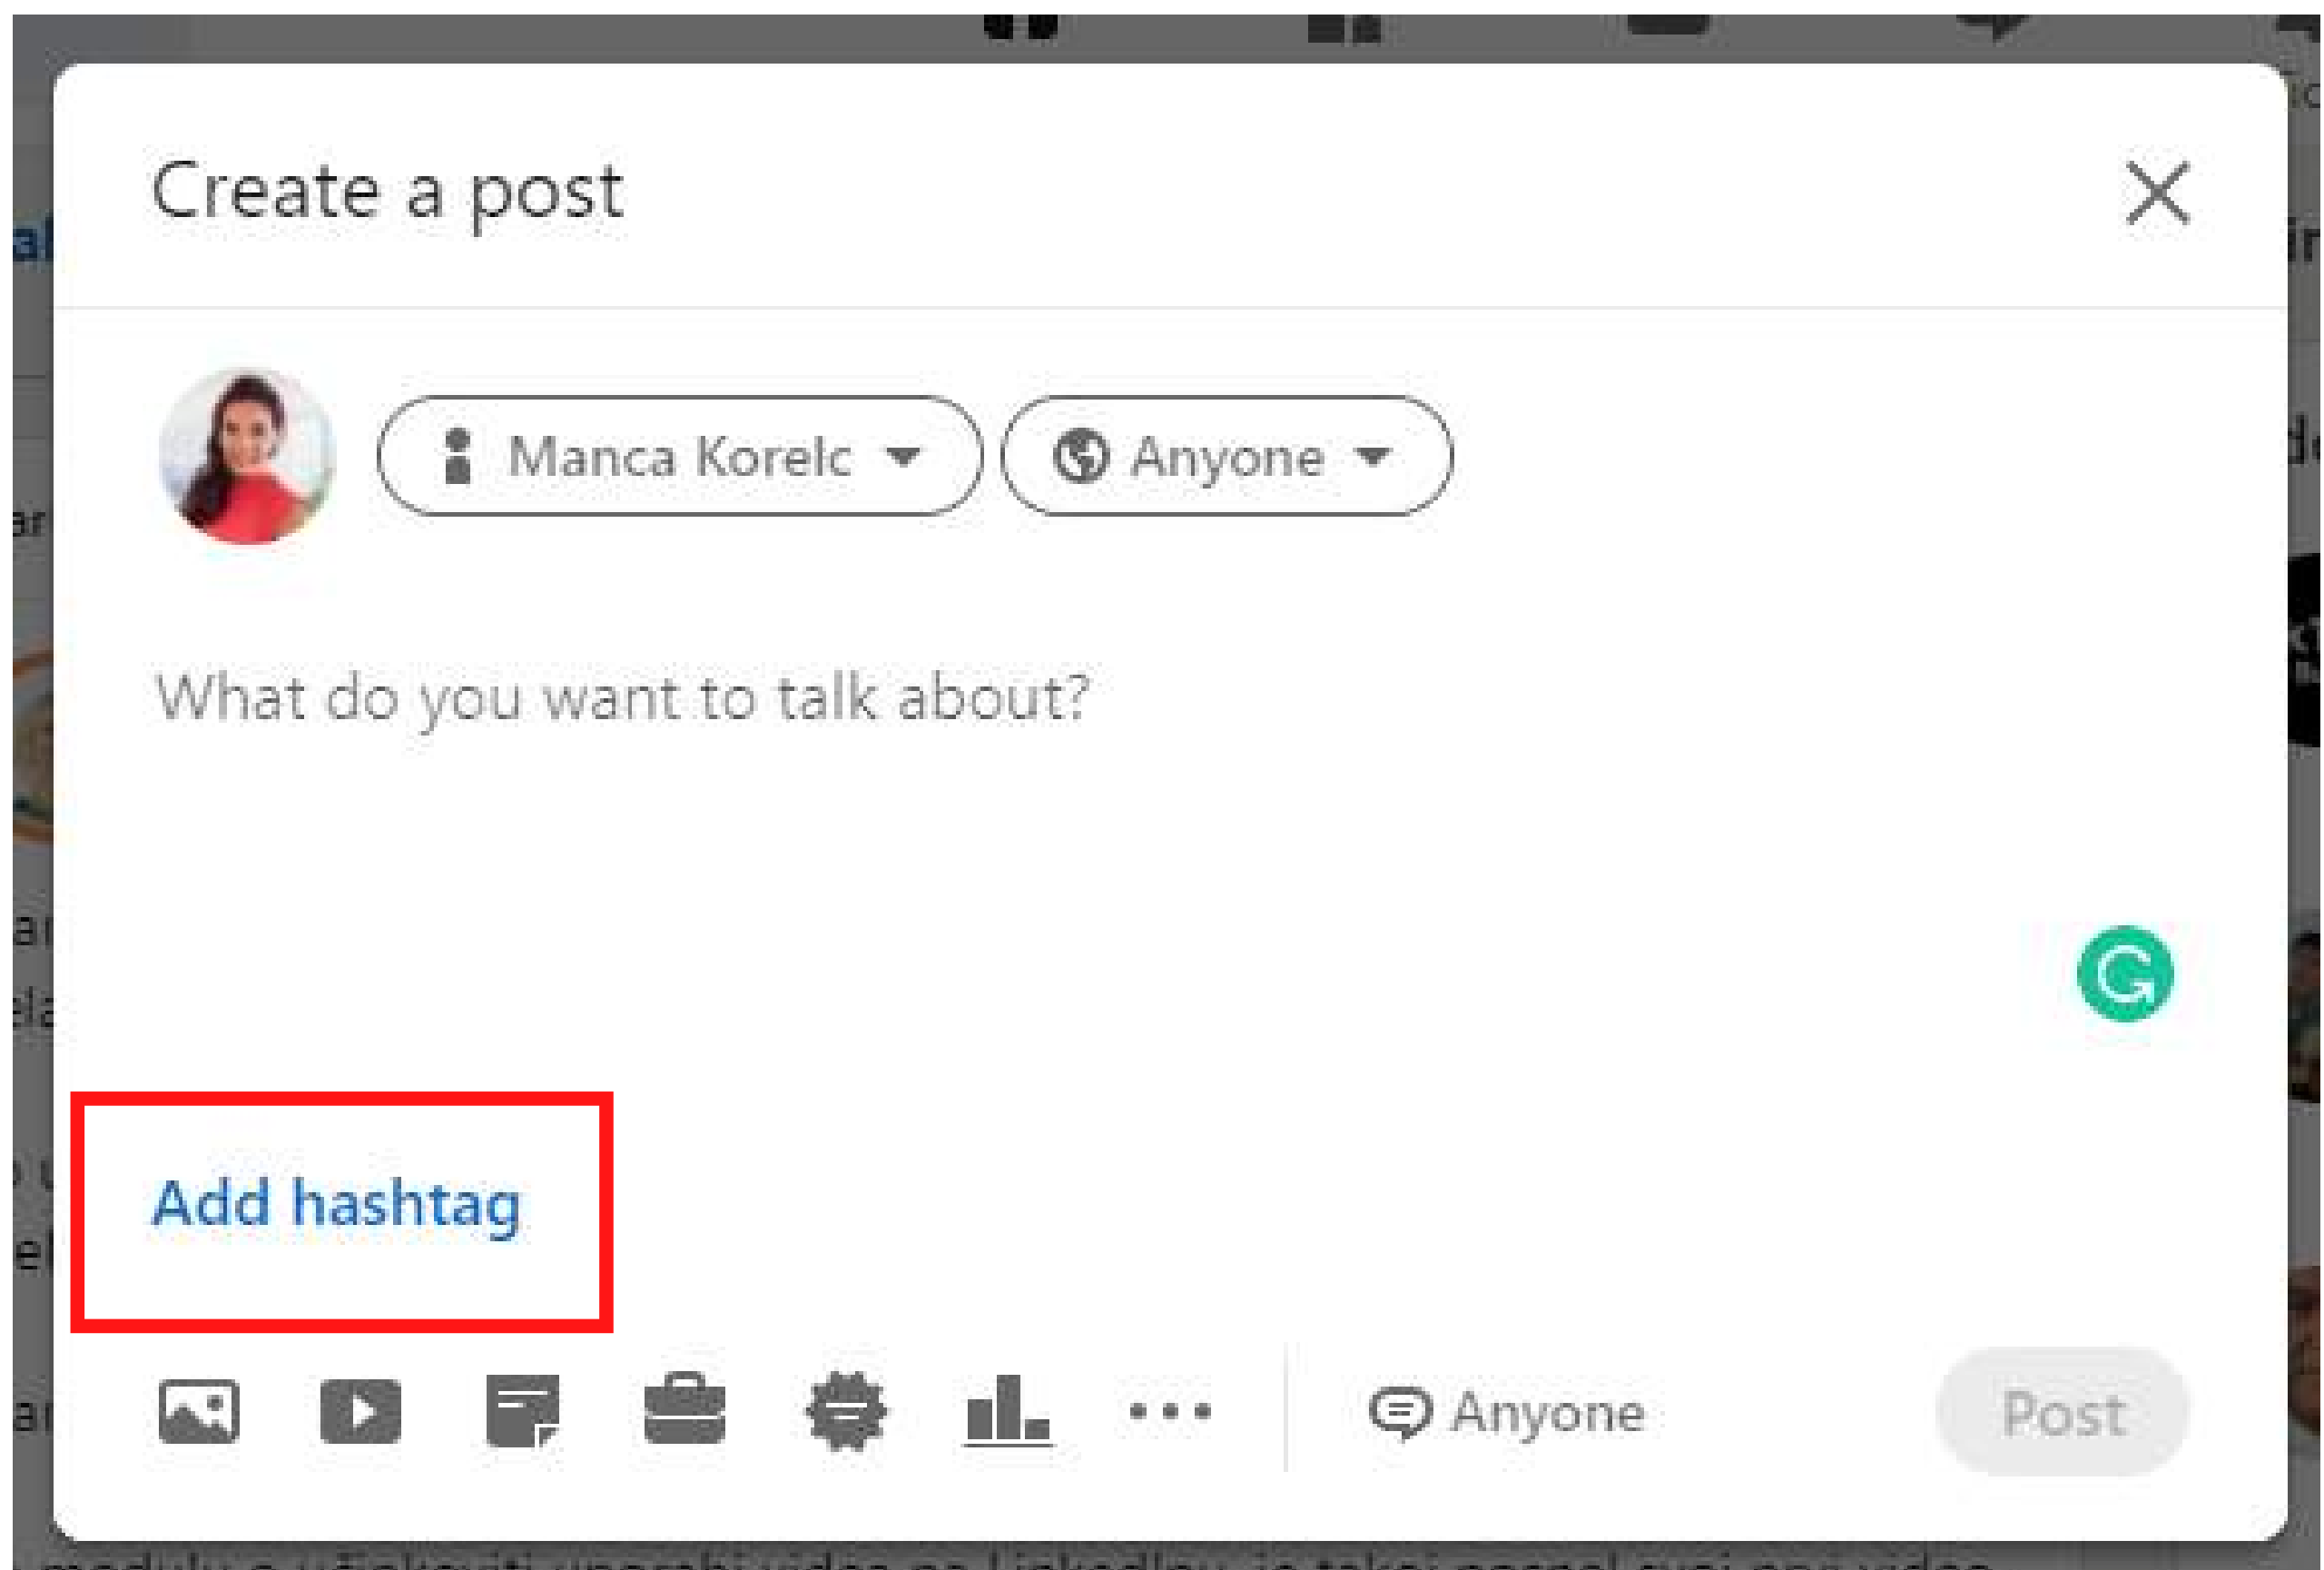 Create a post
Manca Korelc
Anyone
What do you want to talk about?
Add hashtag
Anyone
Post